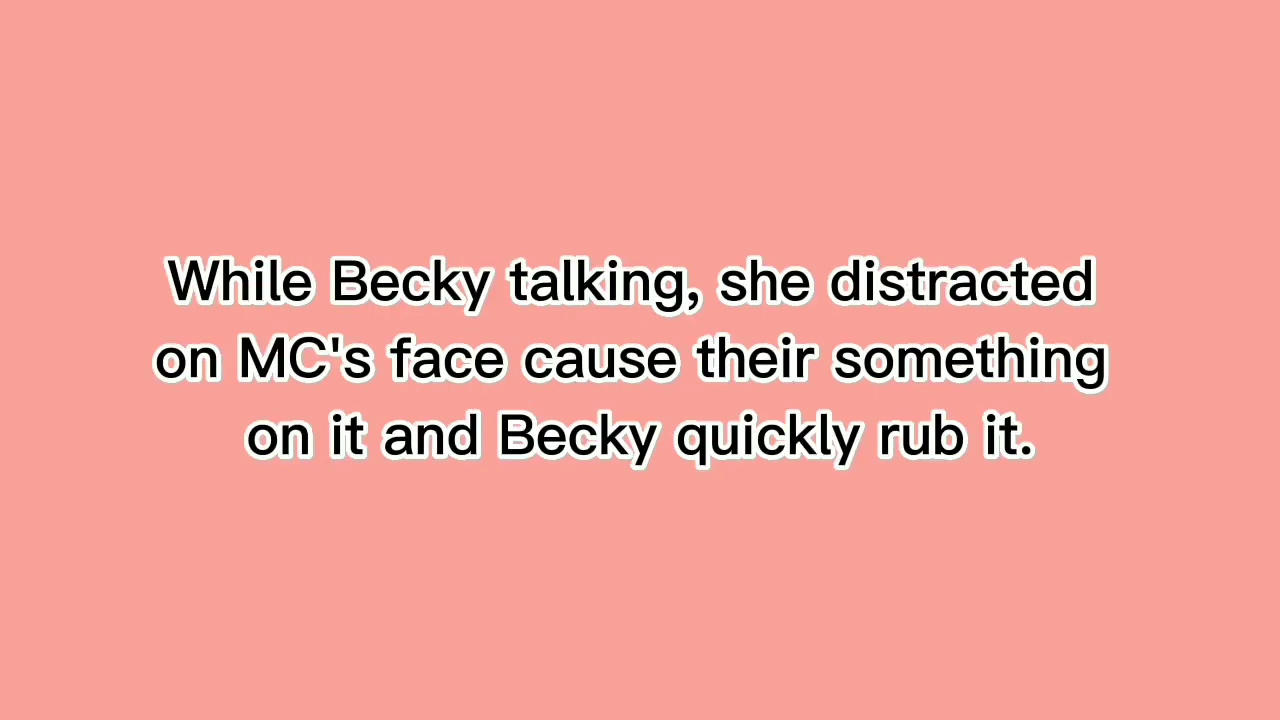 While Becky talking, she distracted
on MC's face cause their something
on it and Becky quickly rub it.